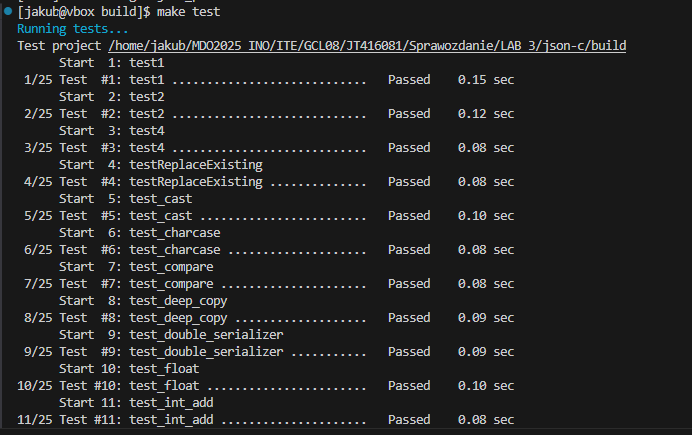 [jakub@vbox build]$ make test
Running tests...
Test project /home/jakub/MDO2025_INO/ITE/GCL08/JT416081/Sprawozdanie/LAB_3/json-c/build
      Start  1: test1
 1/25 Test  #1: test1 ............................   Passed    0.15 sec
      Start  2: test2
 2/25 Test  #2: test2 ............................   Passed    0.12 sec
      Start  3: test4
 3/25 Test  #3: test4 ............................   Passed    0.08 sec
      Start  4: testReplaceExisting
 4/25 Test  #4: testReplaceExisting ..............   Passed    0.08 sec
      Start  5: test_cast
 5/25 Test  #5: test_cast ........................   Passed    0.10 sec
      Start  6: test_charcase
 6/25 Test  #6: test_charcase ....................   Passed    0.08 sec
      Start  7: test_compare
 7/25 Test  #7: test_compare .....................   Passed    0.08 sec
      Start  8: test_deep_copy
 8/25 Test  #8: test_deep_copy ...................   Passed    0.09 sec
      Start  9: test_double_serializer
 9/25 Test  #9: test_double_serializer ...........   Passed    0.09 sec
      Start 10: test_float
10/25 Test #10: test_float .......................   Passed    0.10 sec
      Start 11: test_int_add
11/25 Test #11: test_int_add .....................   Passed    0.08 sec